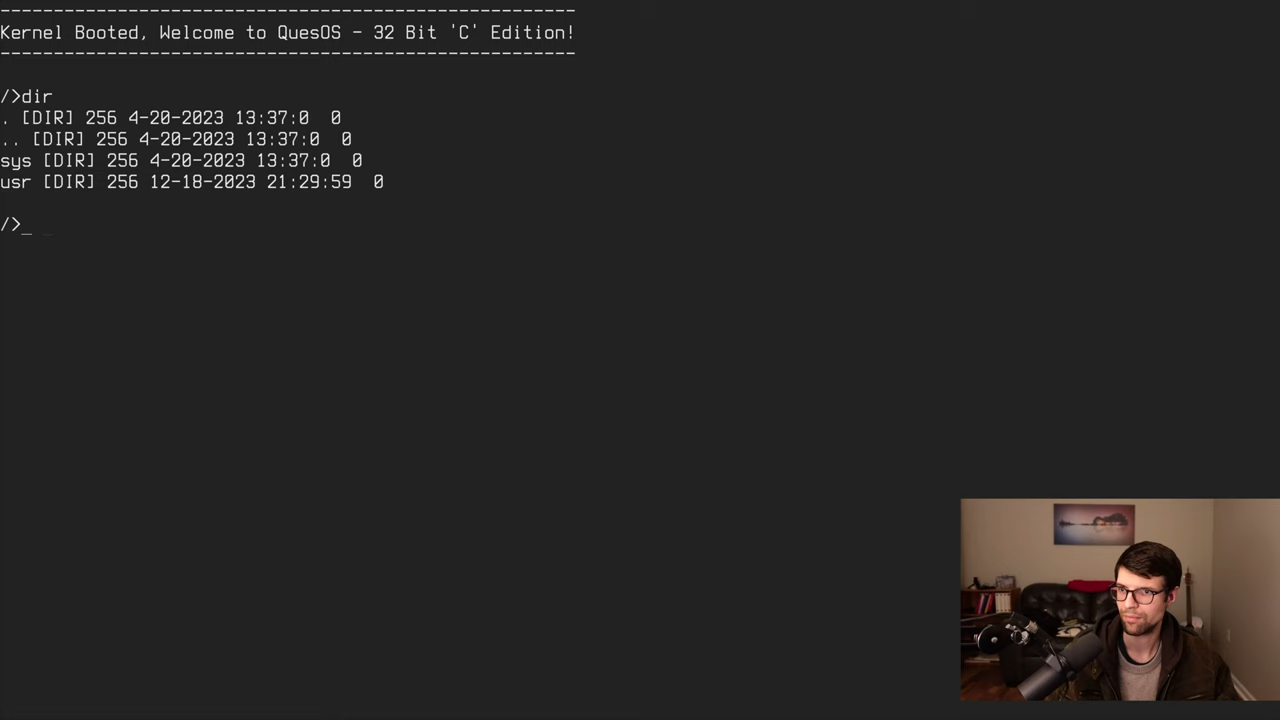 ------------------------------------------------------
Kernel Booted, Welcome to QuesOS - 32 Bit 'C' Edition!
------------------------------------------------------
/>dir
. [DIR] 256 4-20-2023 13:37:0  0
.. [DIR] 256 4-20-2023 13:37:0  0
sys [DIR] 256 4-20-2023 13:37:0  0
usr [DIR] 256 12-18-2023 21:29:59  0
/>_